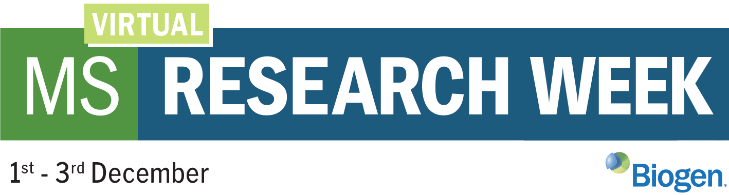 VIRTUAL
MS RESEARCH WEEK
1st - 3rd December
Biogen.